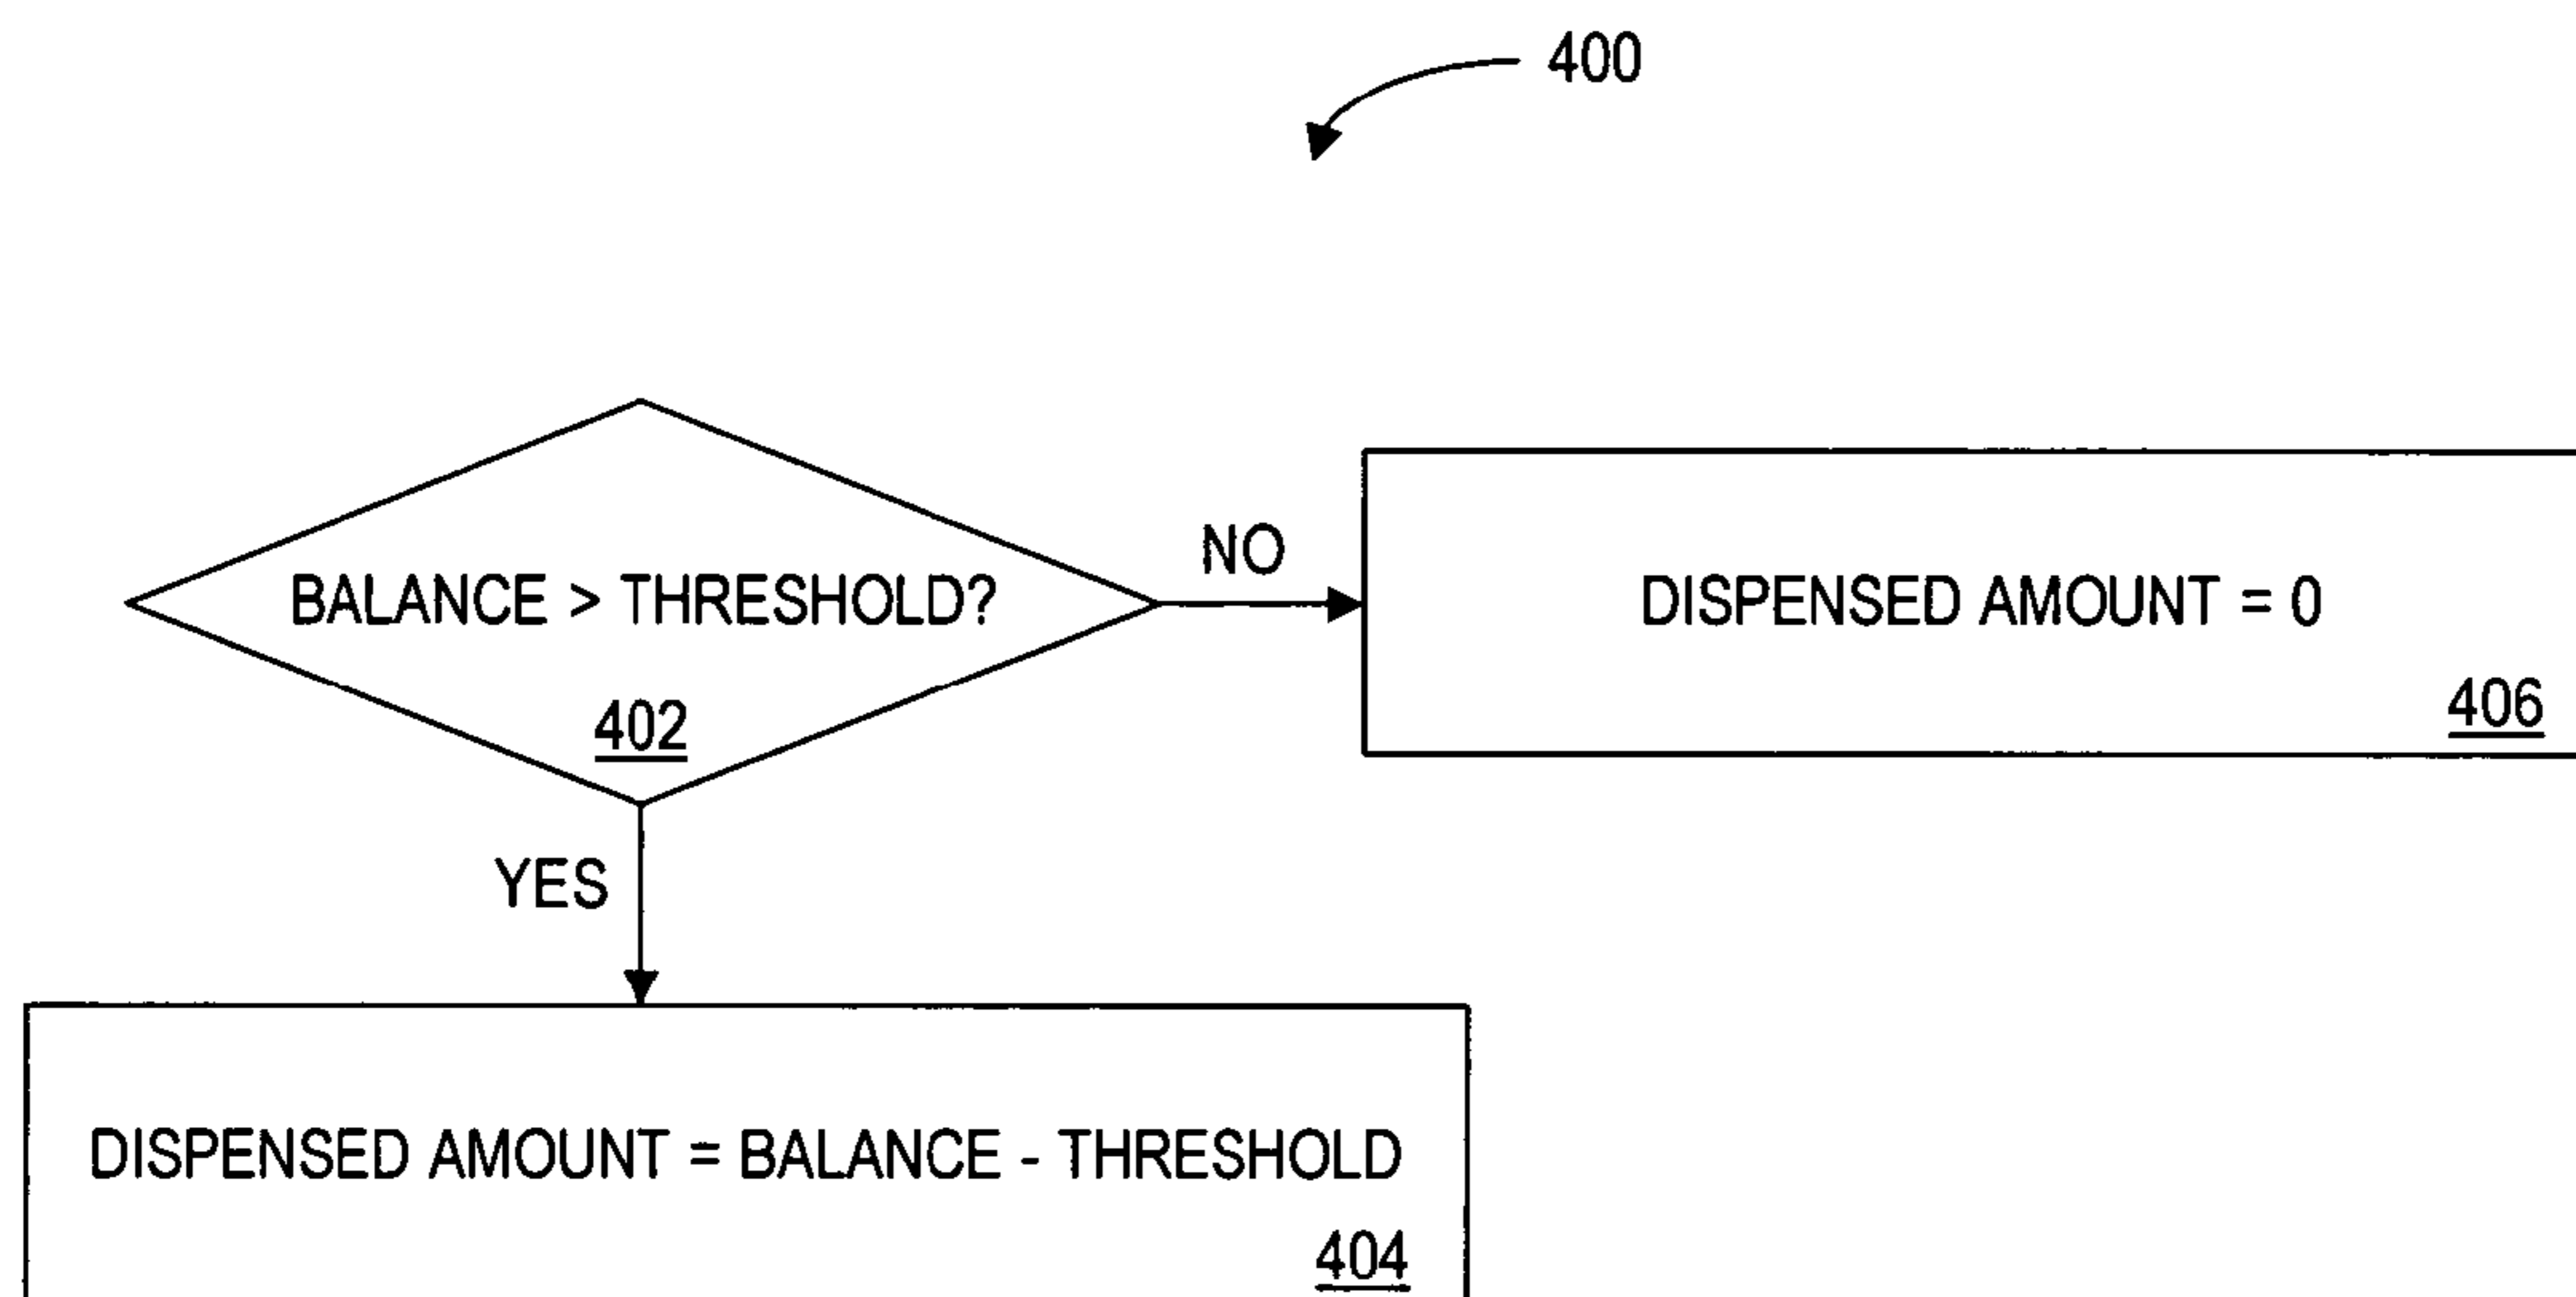 400
BALANCE > THRESHOLD?
402
NO
DISPENSED AMOUNT = 0
406
YES
DISPENSED AMOUNT = BALANCE - THRESHOLD
404